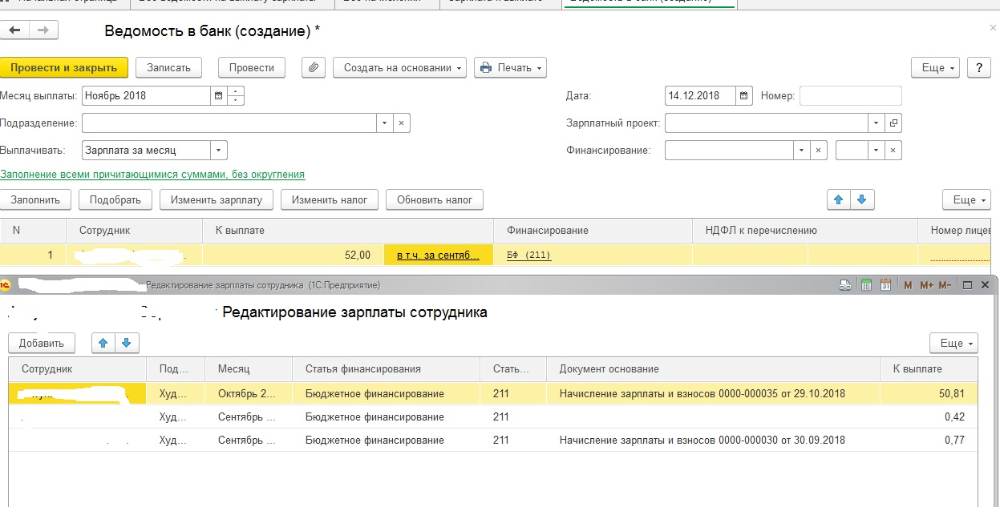 Ведомость в банк (создание) *
Провести и закрыть Записать Провести Создать на основании Печать Еще ?
Месяц выплаты: Ноябрь 2018 Дата: 14.12.2018 Номер:
Подразделение: Зарплатный проект:
Выплачивать: Зарплата за месяц Финансирование:
Заполнение всеми причитающимися суммами, без округления
Заполнить Подобрать Изменить зарплату Изменить налог Обновить налог Еще
N Сотрудник К выплате Финансирование НДФЛ к перечислению Номер лицев
1 52,00 в т.ч. за сентяб... БФ (211)
Редактирование зарплаты сотрудника (1С:Предприятие) M M+ M-
Редактирование зарплаты сотрудника
Добавить Еще
Сотрудник Под... Месяц Статья финансирования Стать... Документ основание К выплате
Худ... Октябрь 2... Бюджетное финансирование 211 Начисление зарплаты и взносов 0000-000035 от 29.10.2018 50,81
Худ... Сентябрь ... Бюджетное финансирование 211 0,42
Худ... Сентябрь ... Бюджетное финансирование 211 Начисление зарплаты и взносов 0000-000030 от 30.09.2018 0,77